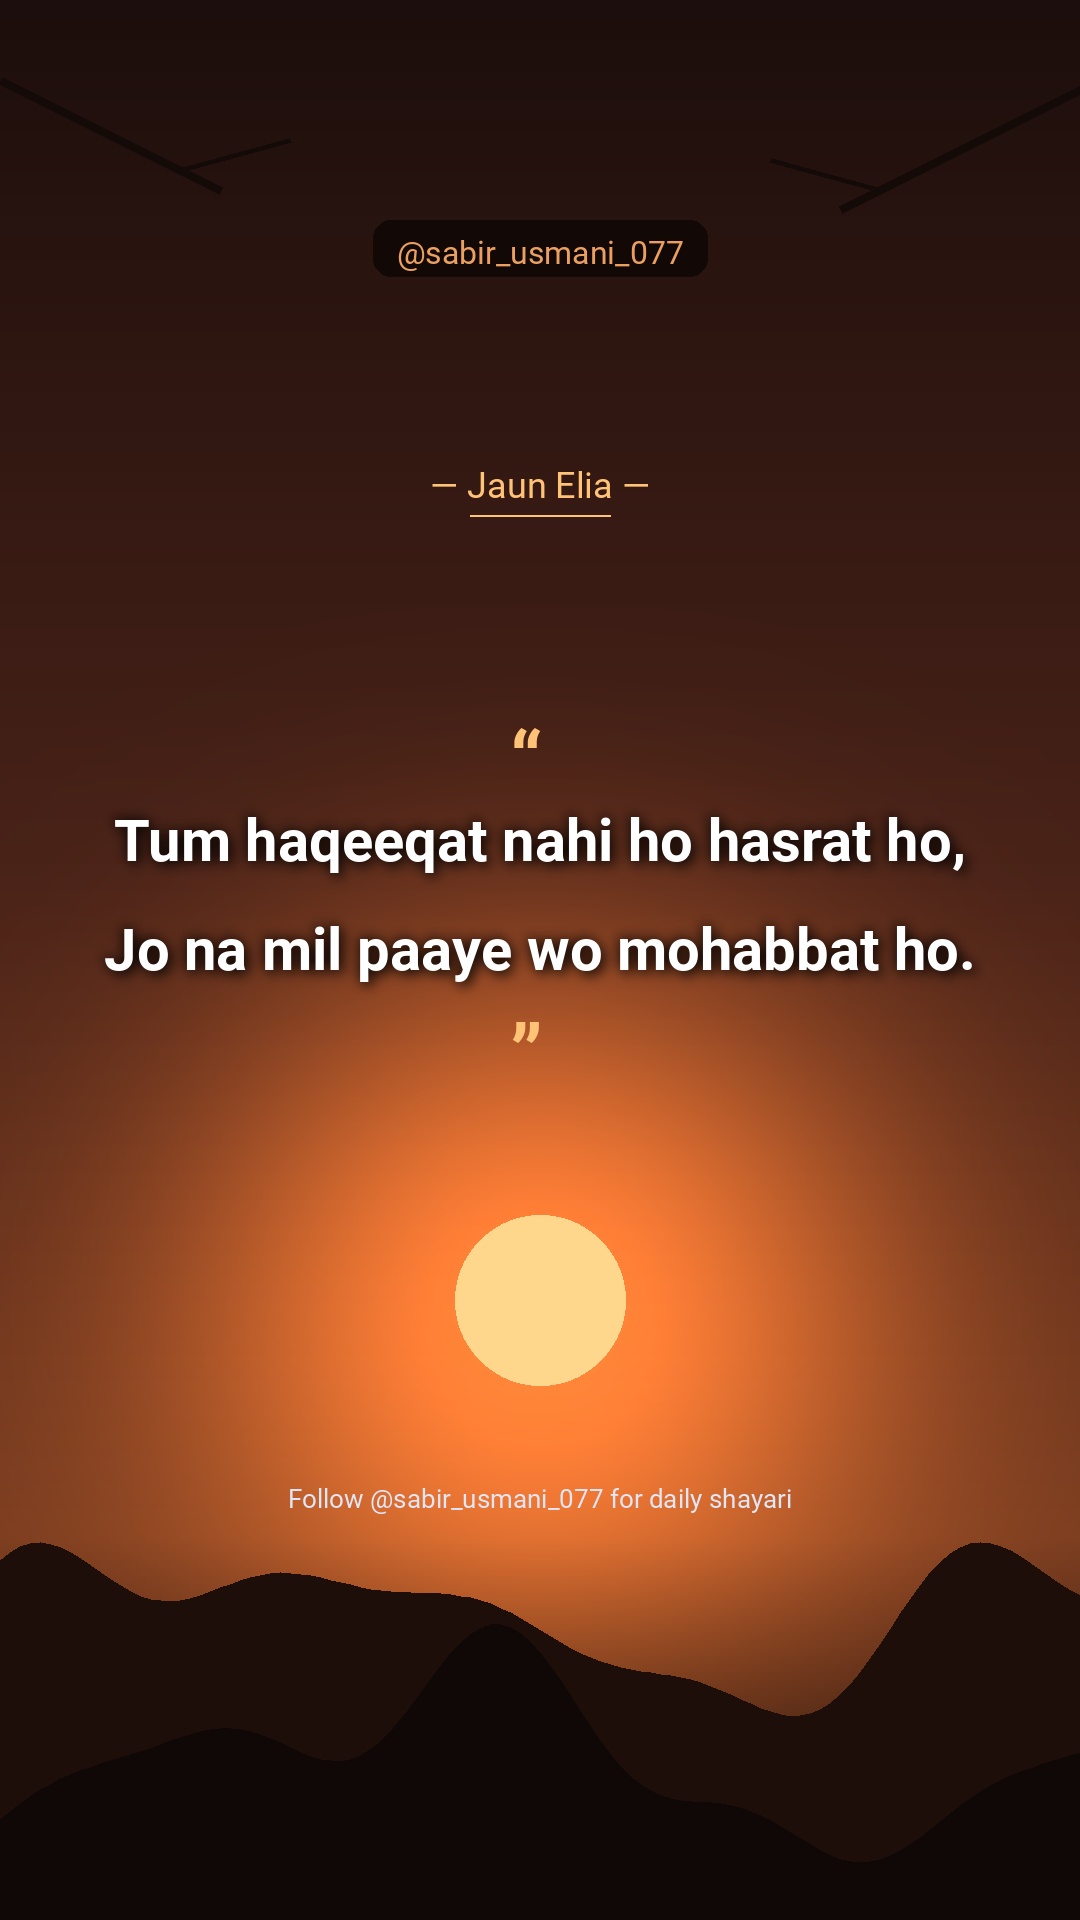 @sabir_usmani_077
— Jaun Elia —
“
Tum haqeeqat nahi ho hasrat ho,
Jo na mil paaye wo mohabbat ho.
”
Follow @sabir_usmani_077 for daily shayari